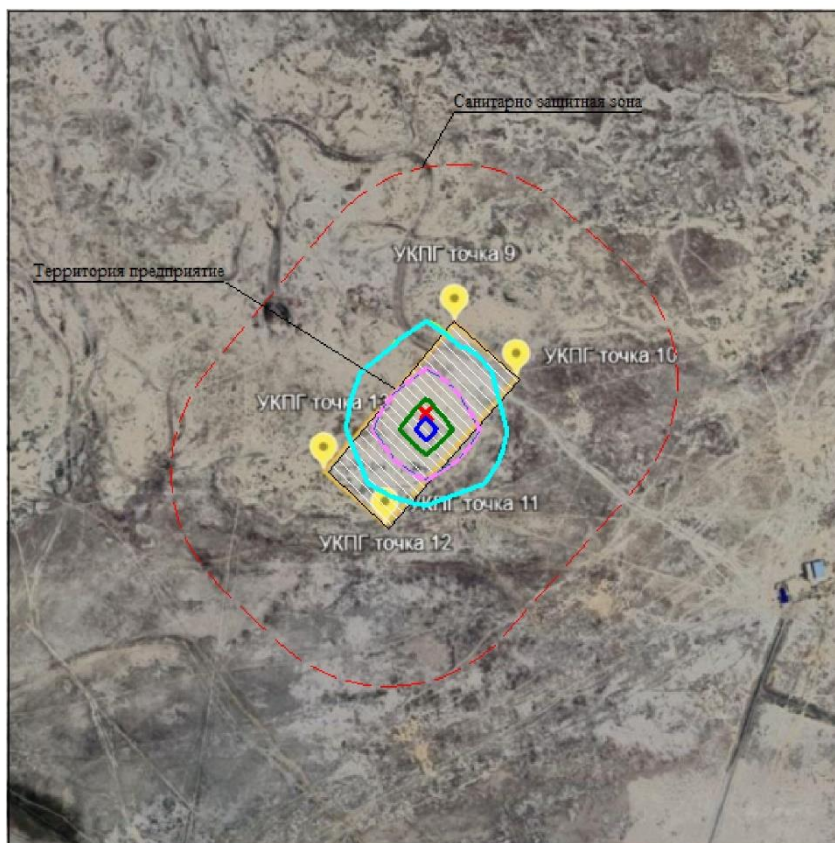 Санитарно защитная зона
УКПГ точка 9
Территория предприятие
УКПГ точка 10
УКПГ точка 13
УКПГ точка 11
УКПГ точка 12